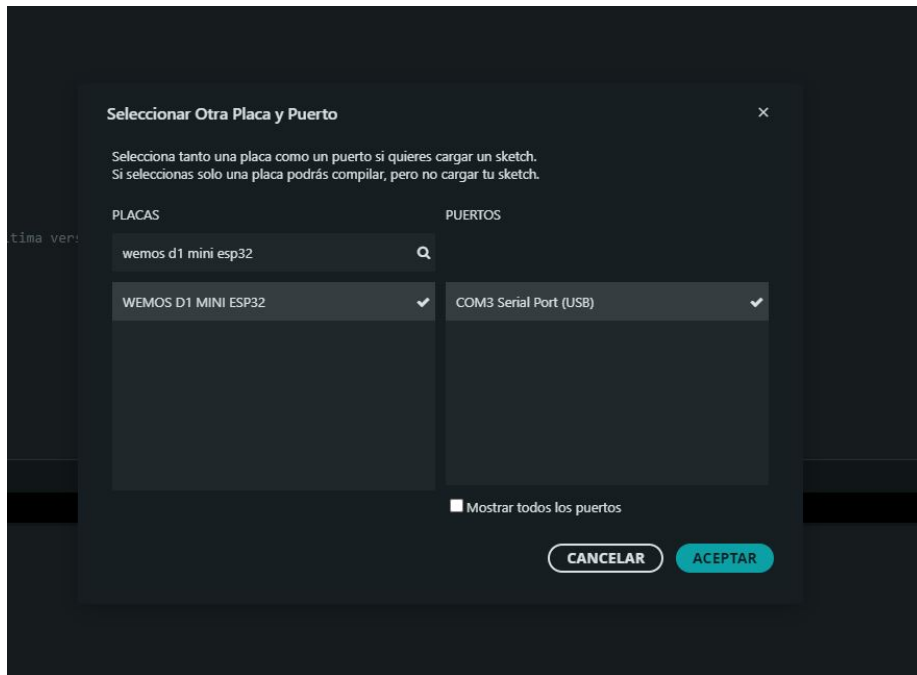 Seleccionar Otra Placa y Puerto
Selecciona tanto una placa como un puerto si quieres cargar un sketch.
Si seleccionas solo una placa podrás compilar, pero no cargar tu sketch.
PLACAS
PUERTOS
tima vers
wemos d1 mini esp32
WEMOS D1 MINI ESP32
COM3 Serial Port (USB)
Mostrar todos los puertos
CANCELAR
ACEPTAR